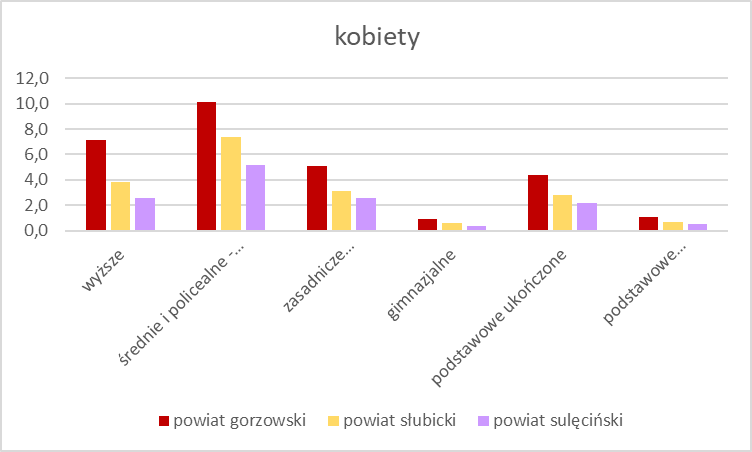 kobiety
12,0
10,0
8,0
6,0
4,0
2,0
0,0
wyższe
średnie i policealne -...
zasadnicze...
gimnazjalne
podstawowe ukończone
podstawowe...
powiat gorzowski powiat słubicki powiat sulęciński